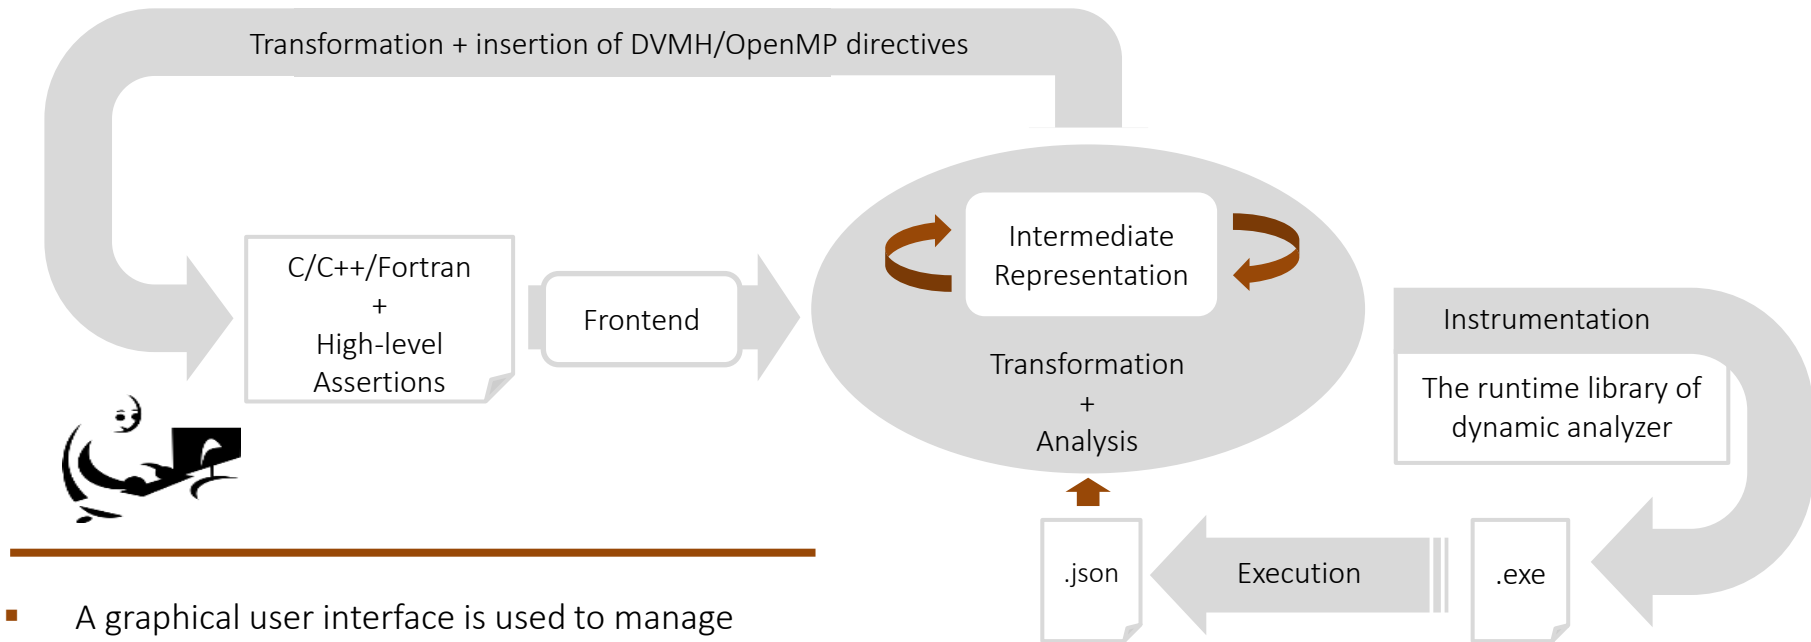 Transformation + insertion of DVMH/OpenMP directives
C/C++/Fortran
+
High-level
Assertions
Frontend
Intermediate
Representation
Transformation
+
Analysis
Instrumentation
The runtime library of
dynamic analyzer
.json
Execution
.exe
▪ A graphical user interface is used to manage